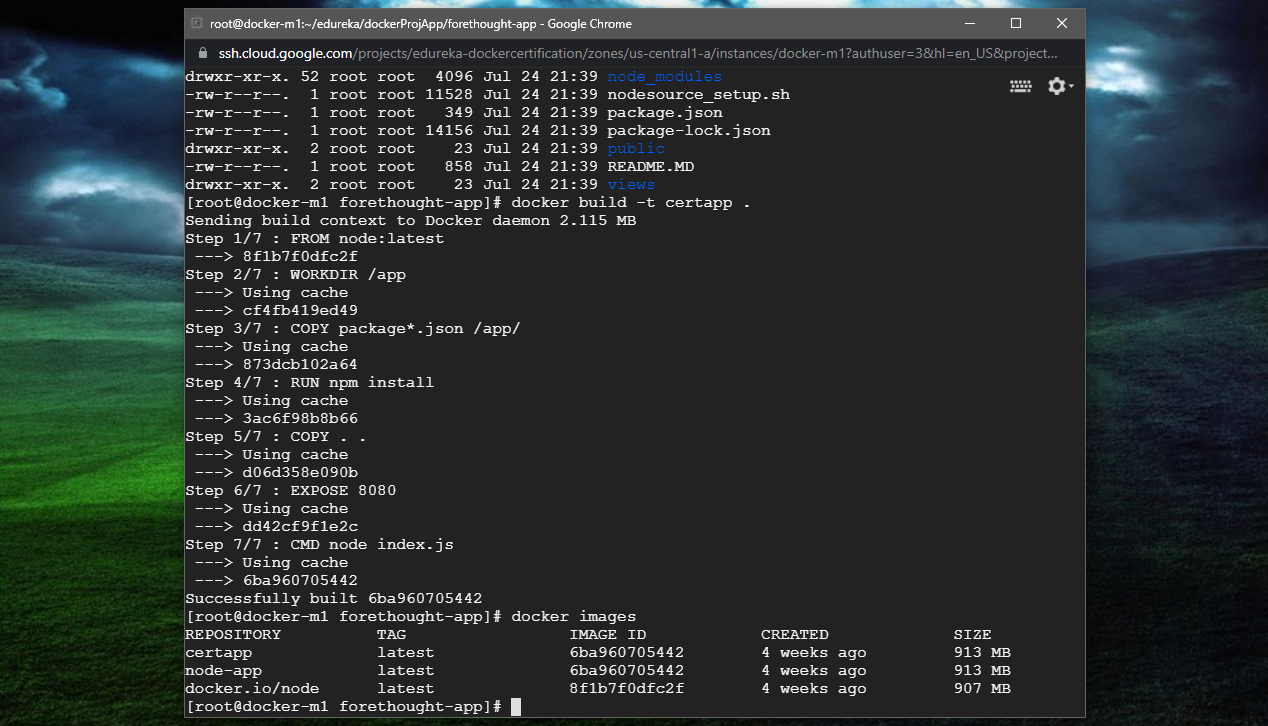 root@docker-m1:~/edureka/dockerProjApp/forethought-app - Google Chrome
ssh.cloud.google.com/projects/edureka-dockercertification/zones/us-central1-a/instances/docker-m1?authuser=3&hl=en_US&project...
drwxr-xr-x. 52 root root  4096 Jul 24 21:39 node_modules
-rw-r--r--.  1 root root 11528 Jul 24 21:39 nodesource_setup.sh
-rw-r--r--.  1 root root   349 Jul 24 21:39 package.json
-rw-r--r--.  1 root root 14156 Jul 24 21:39 package-lock.json
drwxr-xr-x.  2 root root    23 Jul 24 21:39 public
-rw-r--r--.  1 root root   858 Jul 24 21:39 README.MD
drwxr-xr-x.  2 root root    23 Jul 24 21:39 views
[root@docker-m1 forethought-app]# docker build -t certapp .
Sending build context to Docker daemon 2.115 MB
Step 1/7 : FROM node:latest
 ---> 8f1b7f0dfc2f
Step 2/7 : WORKDIR /app
 ---> Using cache
 ---> cf4fb419ed49
Step 3/7 : COPY package*.json /app/
 ---> Using cache
 ---> 873dcb102a64
Step 4/7 : RUN npm install
 ---> Using cache
 ---> 3ac6f98b8b66
Step 5/7 : COPY . .
 ---> Using cache
 ---> d06d358e090b
Step 6/7 : EXPOSE 8080
 ---> Using cache
 ---> dd42cf9f1e2c
Step 7/7 : CMD node index.js
 ---> Using cache
 ---> 6ba960705442
Successfully built 6ba960705442
[root@docker-m1 forethought-app]# docker images
REPOSITORY          TAG                 IMAGE ID            CREATED             SIZE
certapp             latest              6ba960705442        4 weeks ago         913 MB
node-app            latest              6ba960705442        4 weeks ago         913 MB
docker.io/node      latest              8f1b7f0dfc2f        4 weeks ago         907 MB
[root@docker-m1 forethought-app]#